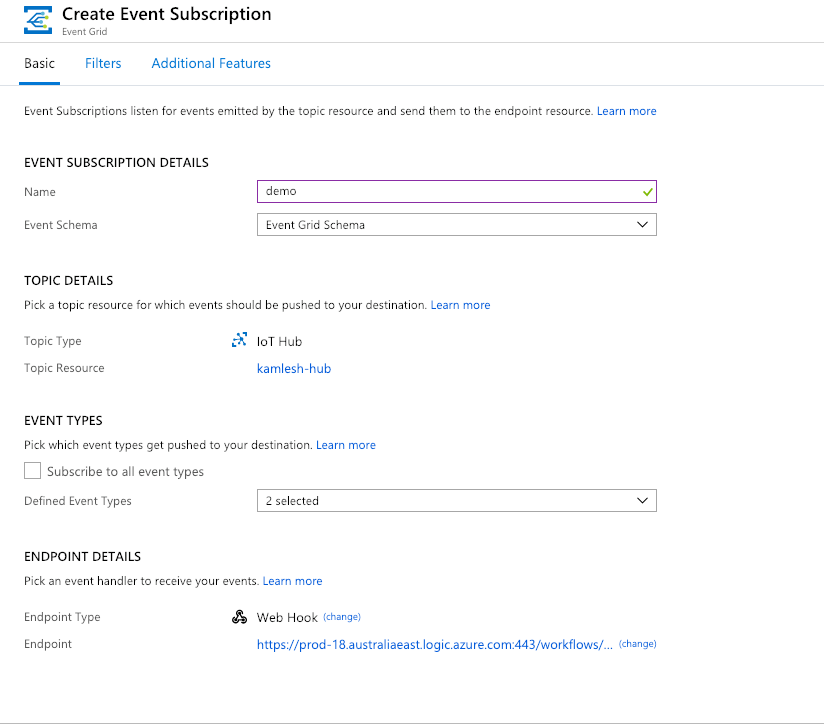 Create Event Subscription
Event Grid
Basic Filters Additional Features
Event Subscriptions listen for events emitted by the topic resource and send them to the endpoint resource. Learn more
EVENT SUBSCRIPTION DETAILS
Name demo
Event Schema Event Grid Schema
TOPIC DETAILS
Pick a topic resource for which events should be pushed to your destination. Learn more
Topic Type IoT Hub
Topic Resource kamlesh-hub
EVENT TYPES
Pick which event types get pushed to your destination. Learn more
Subscribe to all event types
Defined Event Types 2 selected
ENDPOINT DETAILS
Pick an event handler to receive your events. Learn more
Endpoint Type Web Hook (change)
Endpoint https://prod-18.australiaeast.logic.azure.com:443/workflows/... (change)